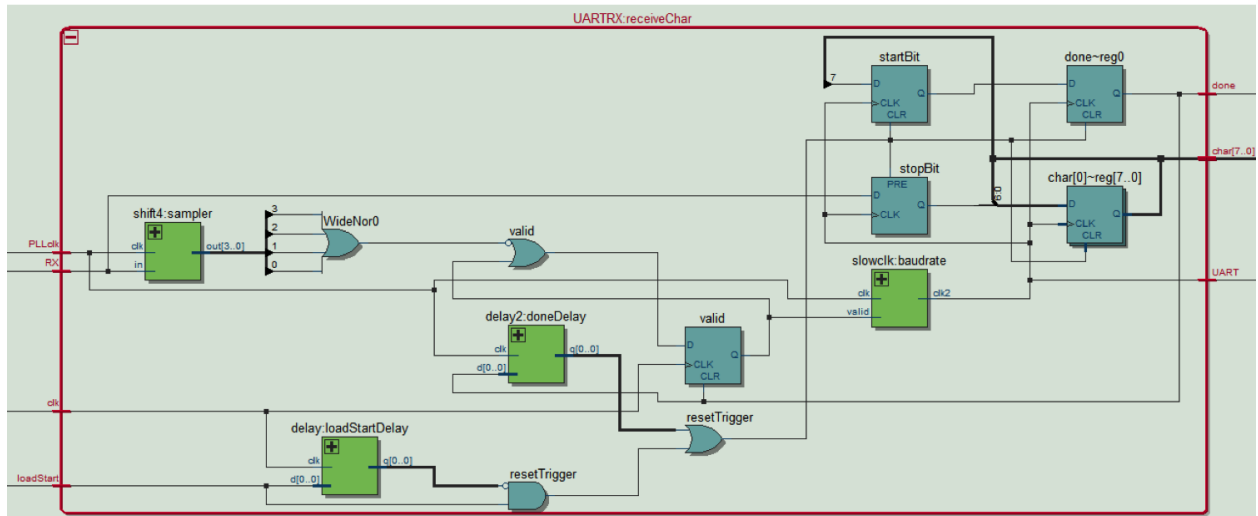 UARTRX:receiveChar
startBit
done~reg0
7
D
Q
CLK
CLR
D
Q
CLK
CLR
done
char[7..0]
stopBit
6:0
char[0]~reg[7..0]
PRE
D
Q
CLK
D
Q
CLK
CLR
shift4:sampler
3
WideNor0
2
valid
PLLclk
clk
out[3..0]
1
RX
in
0
slowclk:baudrate
UART
clk
clk2
valid
delay2:doneDelay
valid
clk
q[0..0]
d[0..0]
D
Q
CLK
CLR
clk
resetTrigger
delay:loadStartDelay
clk
q[0..0]
resetTrigger
loadStart
d[0..0]